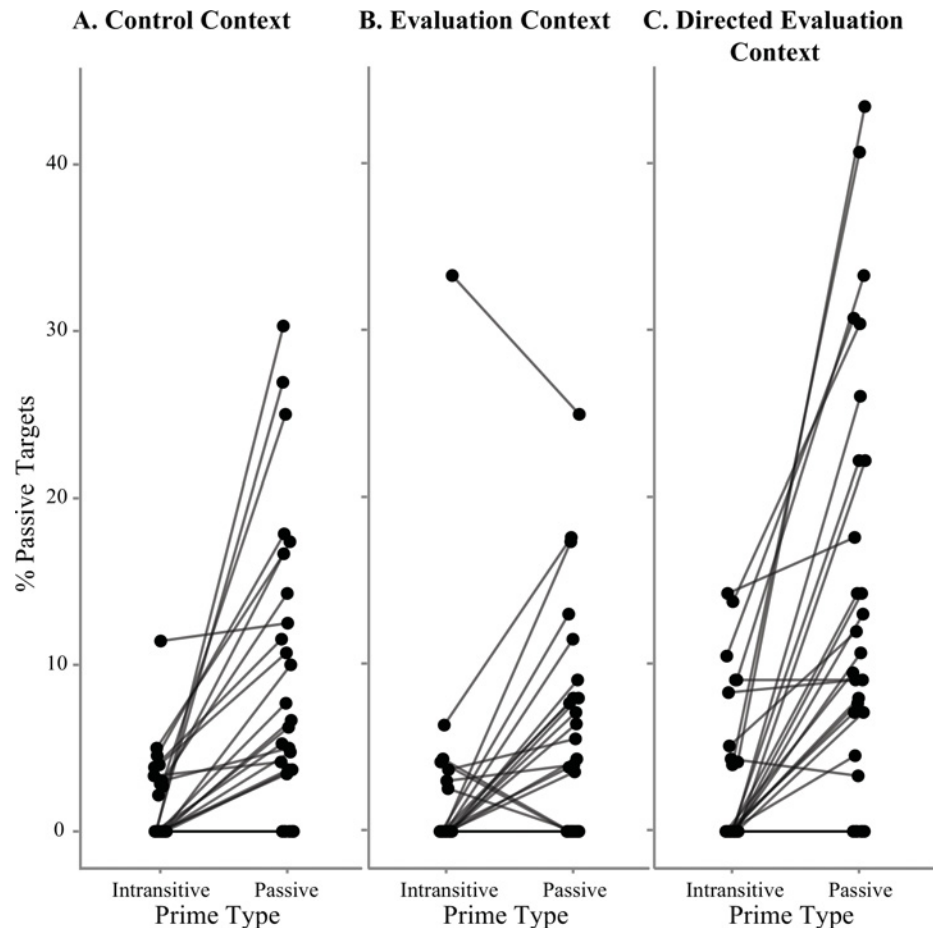 A. Control Context
B. Evaluation Context
C. Directed Evaluation
Context
% Passive Targets
40
30
20
10
0
Intransitive Passive
Intransitive Passive
Intransitive Passive
Prime Type
Prime Type
Prime Type